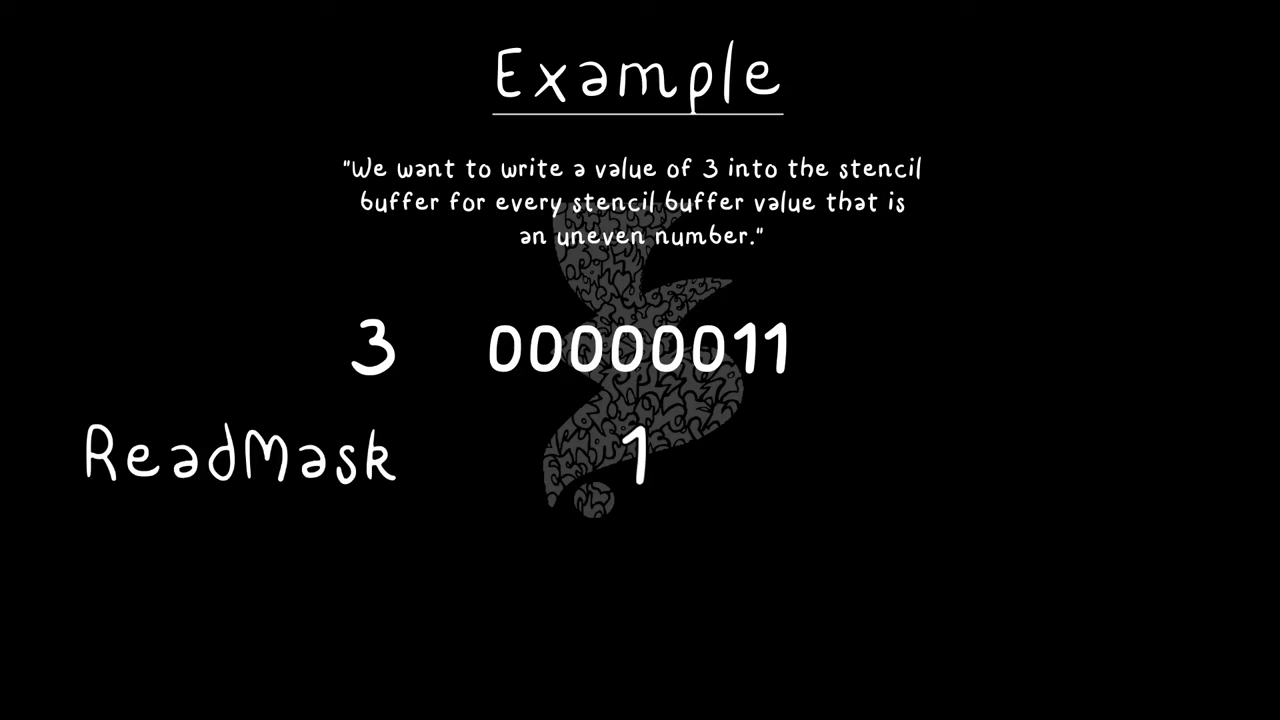 Example
"We want to write a value of 3 into the stencil
buffer for every stencil buffer value that is
an uneven number."
3 00000011
ReadMask 1